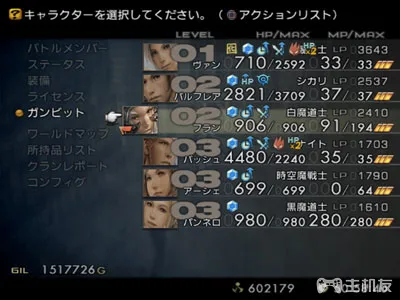 キャラクターを選択してください。（アクションリスト）
LEVEL HP/MAX MP/MAX
バトルメンバー
ステータス
装備
ライセンス
ガンビット
ワールドマップ
所持品リスト
クランレポート
コンフィグ
01 ヴァン LP 3643
710/2592 33/33
02 バルフレア シカリ LP 2537
2821/3709 37/37
02 フラン 白魔道士 LP 2410
906/906 91/194
03 バッシュ ナイト LP 1703
4480/2240 35/35
03 アーシェ 時空魔戦士 LP 1790
699/699
03 パンネロ 黒魔道士 LP 1610
980/980 280/280
GIL 1517726G
602179
主机友